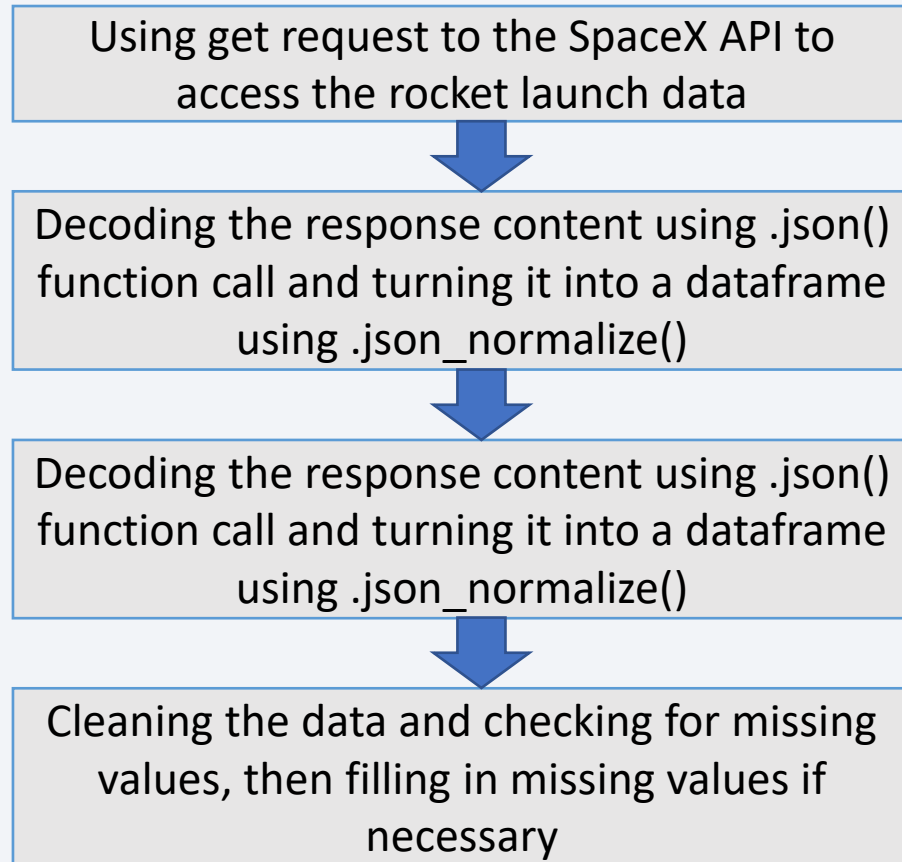 Using get request to the SpaceX API to
access the rocket launch data
Decoding the response content using .json()
function call and turning it into a dataframe
using .json_normalize()
Decoding the response content using .json()
function call and turning it into a dataframe
using .json_normalize()
Cleaning the data and checking for missing
values, then filling in missing values if
necessary